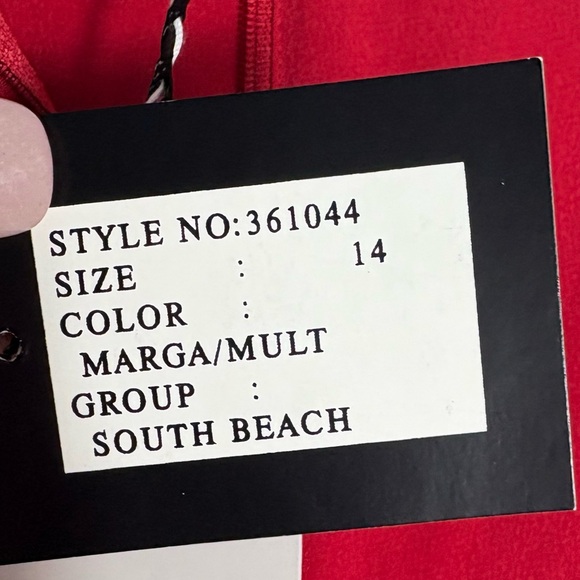 STYLE NO:361044
SIZE : 14
COLOR :
MARGA/MULT
GROUP :
SOUTH BEACH